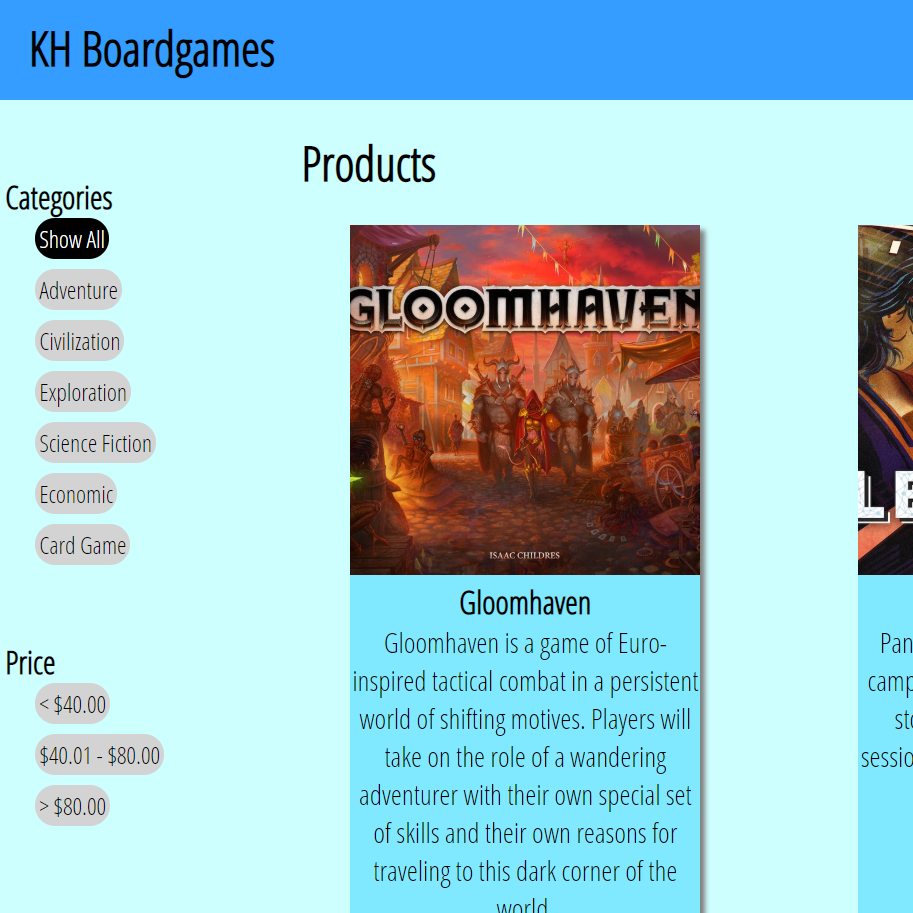 KH Boardgames
Products
Categories
Show All
Adventure
Civilization
Exploration
Science Fiction
Economic
Card Game
Price
< $40.00
$40.01 - $80.00
> $80.00
GLOOMHAVEN
ISAAC CHILDRES
Gloomhaven
Gloomhaven is a game of Euro-
inspired tactical combat in a persistent
world of shifting motives. Players will
take on the role of a wandering
adventurer with their own special set
of skills and their own reasons for
traveling to this dark corner of the
world.
LE
Pan
camp
sto
sessio